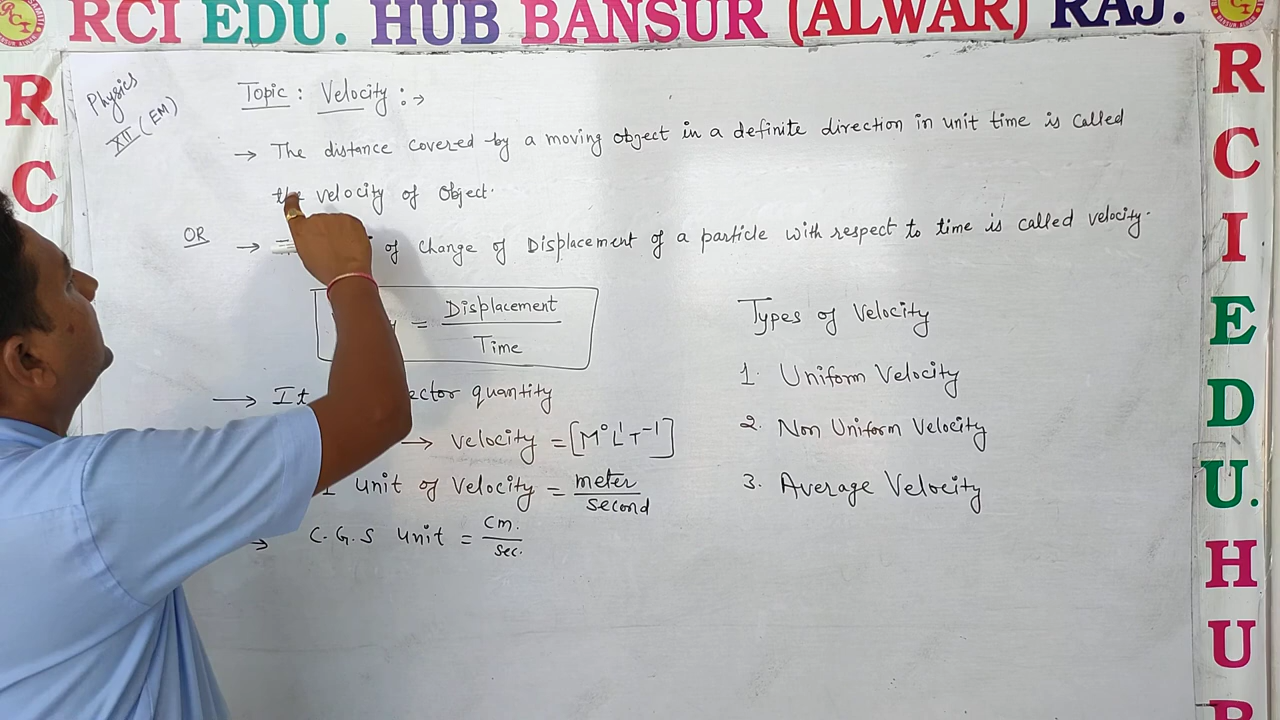 RCI EDU. HUB BANSUR (ALWAR) RAJ.
R
C
Physics
XII (EM)
Topic : Velocity :→
→ The distance covered by a moving object in a definite direction in unit time is called
the velocity of object.
OR
→ of change of Displacement of a particle with respect to time is called velocity.
= Displacement
Time
→ It quantity
→ velocity = [M⁰L¹T⁻¹]
unit of velocity = meter
second
→ C.G.S unit = cm.
sec.
Types of Velocity
1. Uniform Velocity
2. Non Uniform Velocity
3. Average Velocity
R
C
I
E
D
U.
H
U